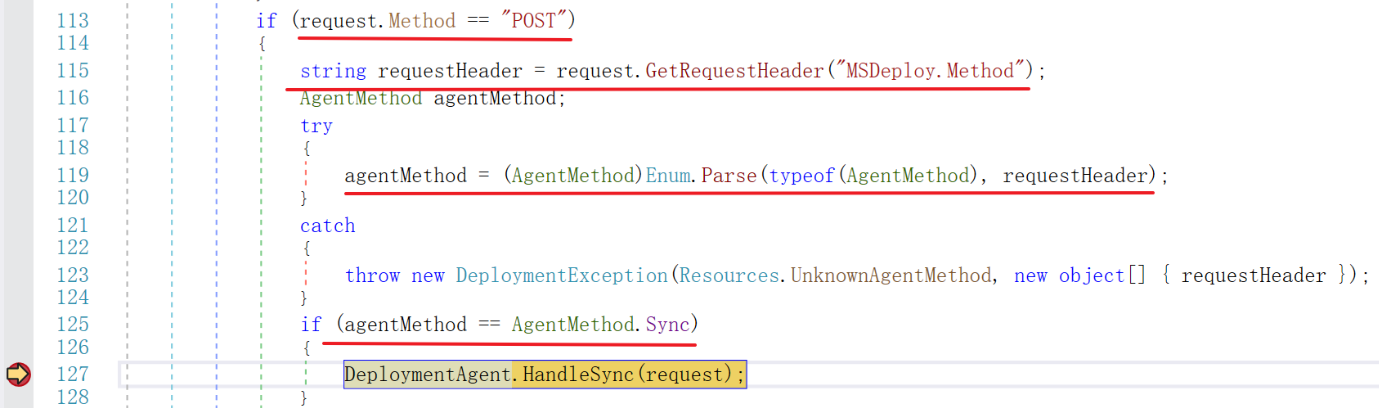 113 if (request.Method == "POST")
114 {
115 string requestHeader = request.GetRequestHeader("MSDeploy.Method");
116 AgentMethod agentMethod;
117 try
118 {
119 agentMethod = (AgentMethod)Enum.Parse(typeof(AgentMethod), requestHeader);
120 }
121 catch
122 {
123 throw new DeploymentException(Resources.UnknownAgentMethod, new object[] { requestHeader });
124 }
125 if (agentMethod == AgentMethod.Sync)
126 {
127 DeploymentAgent.HandleSync(request);
128 }